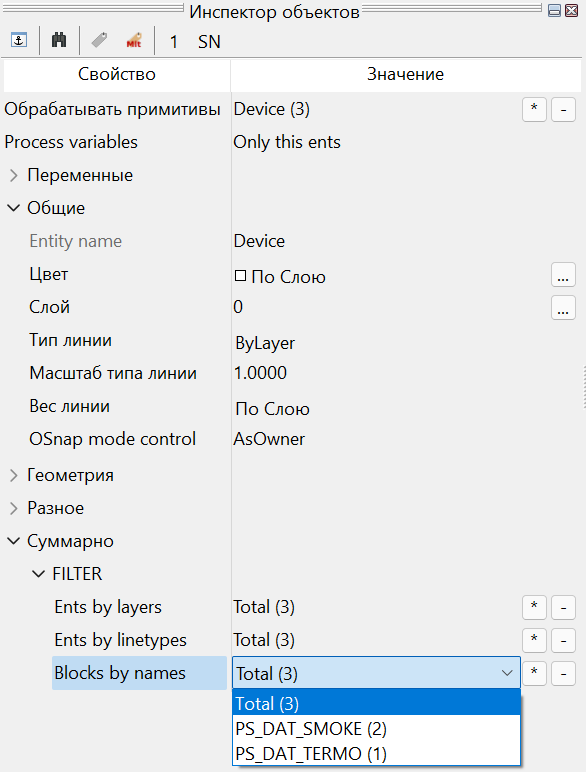 Инспектор объектов
Mit 1 SN
Свойство Значение
Обрабатывать примитивы Device (3) * -
Process variables Only this ents
Переменные
Общие
Entity name Device
Цвет По Слою ...
Слой 0 ...
Тип линии ByLayer
Масштаб типа линии 1.0000
Вес линии По Слою
OSnap mode control AsOwner
Геометрия
Разное
Суммарно
FILTER
Ents by layers Total (3) * -
Ents by linetypes Total (3) * -
Blocks by names Total (3) * -
Total (3)
PS_DAT_SMOKE (2)
PS_DAT_TERMO (1)